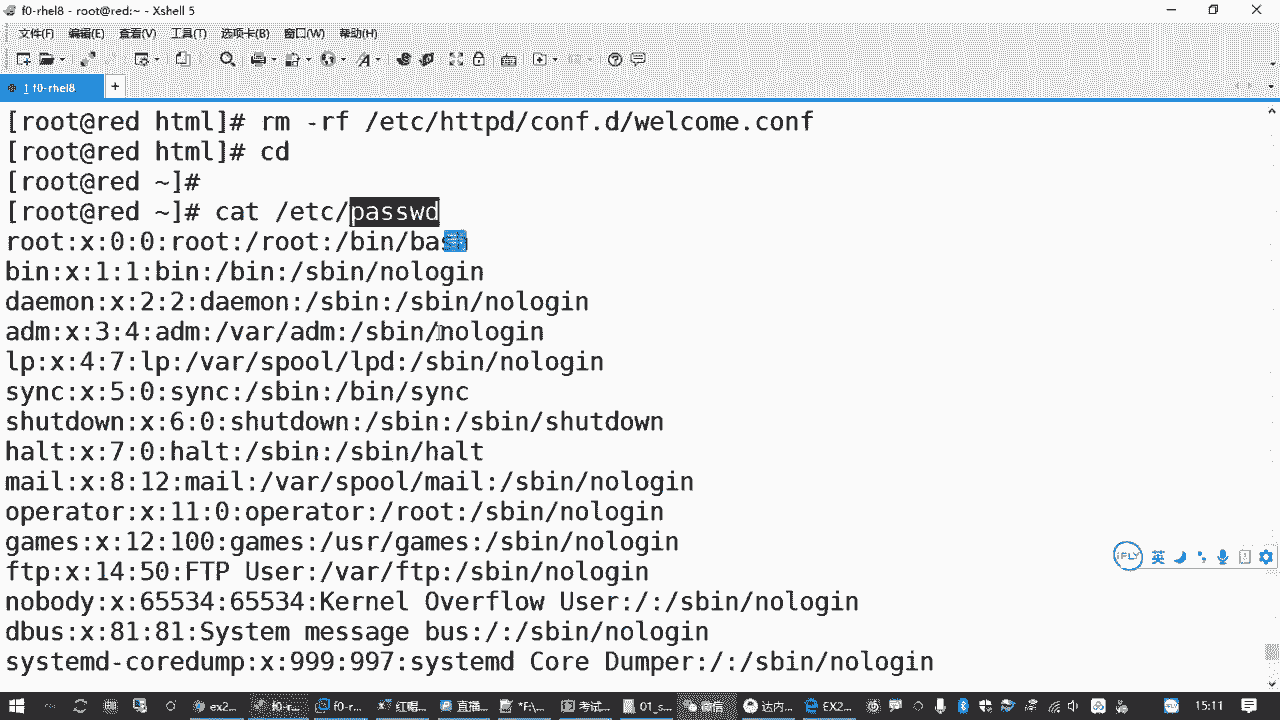 f0-rhel8 - root@red:~ - Xshell 5
文件(F) 编辑(E) 查看(V) 工具(T) 选项卡(B) 窗口(W) 帮助(H)
1 f0-rhel8 +
[root@red html]# rm -rf /etc/httpd/conf.d/welcome.conf
[root@red html]# cd
[root@red ~]#
[root@red ~]# cat /etc/passwd
root:x:0:0:root:/root:/bin/bash
bin:x:1:1:bin:/bin:/sbin/nologin
daemon:x:2:2:daemon:/sbin:/sbin/nologin
adm:x:3:4:adm:/var/adm:/sbin/nologin
lp:x:4:7:lp:/var/spool/lpd:/sbin/nologin
sync:x:5:0:sync:/sbin:/bin/sync
shutdown:x:6:0:shutdown:/sbin:/sbin/shutdown
halt:x:7:0:halt:/sbin:/sbin/halt
mail:x:8:12:mail:/var/spool/mail:/sbin/nologin
operator:x:11:0:operator:/root:/sbin/nologin
games:x:12:100:games:/usr/games:/sbin/nologin
ftp:x:14:50:FTP User:/var/ftp:/sbin/nologin
iFLY 英
nobody:x:65534:65534:Kernel Overflow User:/:/sbin/nologin
dbus:x:81:81:System message bus:/:/sbin/nologin
systemd-coredump:x:999:997:systemd Core Dumper:/:/sbin/nologin
ex2... f0-r... f0-r... 红帽... 直播... *F:\... 考试... 01_s... 微信 达内... EX2... 15:11